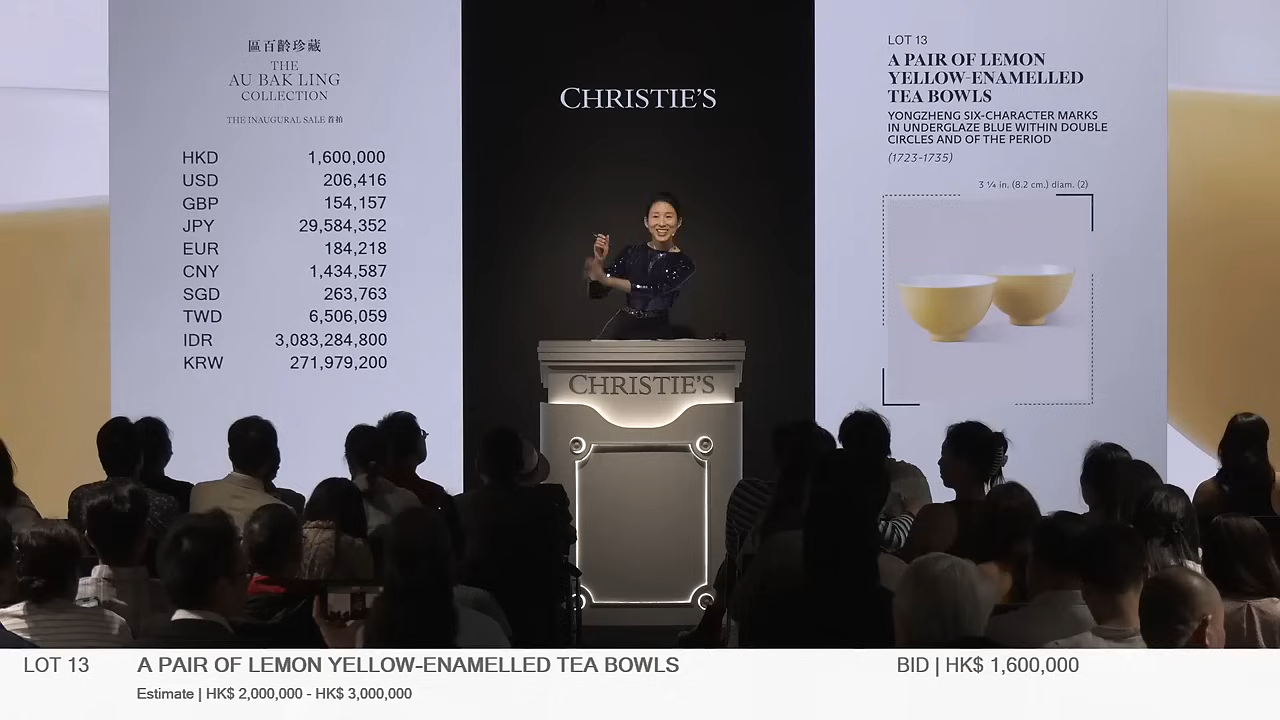 區百齡珍藏
THE
AU BAK LING
COLLECTION
THE INAUGURAL SALE 首拍
HKD 1,600,000
USD 206,416
GBP 154,157
JPY 29,584,352
EUR 184,218
CNY 1,434,587
SGD 263,763
TWD 6,506,059
IDR 3,083,284,800
KRW 271,979,200
CHRISTIE'S
CHRISTIE'S
LOT 13
A PAIR OF LEMON
YELLOW-ENAMELLED
TEA BOWLS
YONGZHENG SIX-CHARACTER MARKS
IN UNDERGLAZE BLUE WITHIN DOUBLE
CIRCLES AND OF THE PERIOD
(1723-1735)
3 1/4 in. (8.2 cm.) diam. (2)
LOT 13 A PAIR OF LEMON YELLOW-ENAMELLED TEA BOWLS BID | HK$ 1,600,000
Estimate | HK$ 2,000,000 - HK$ 3,000,000